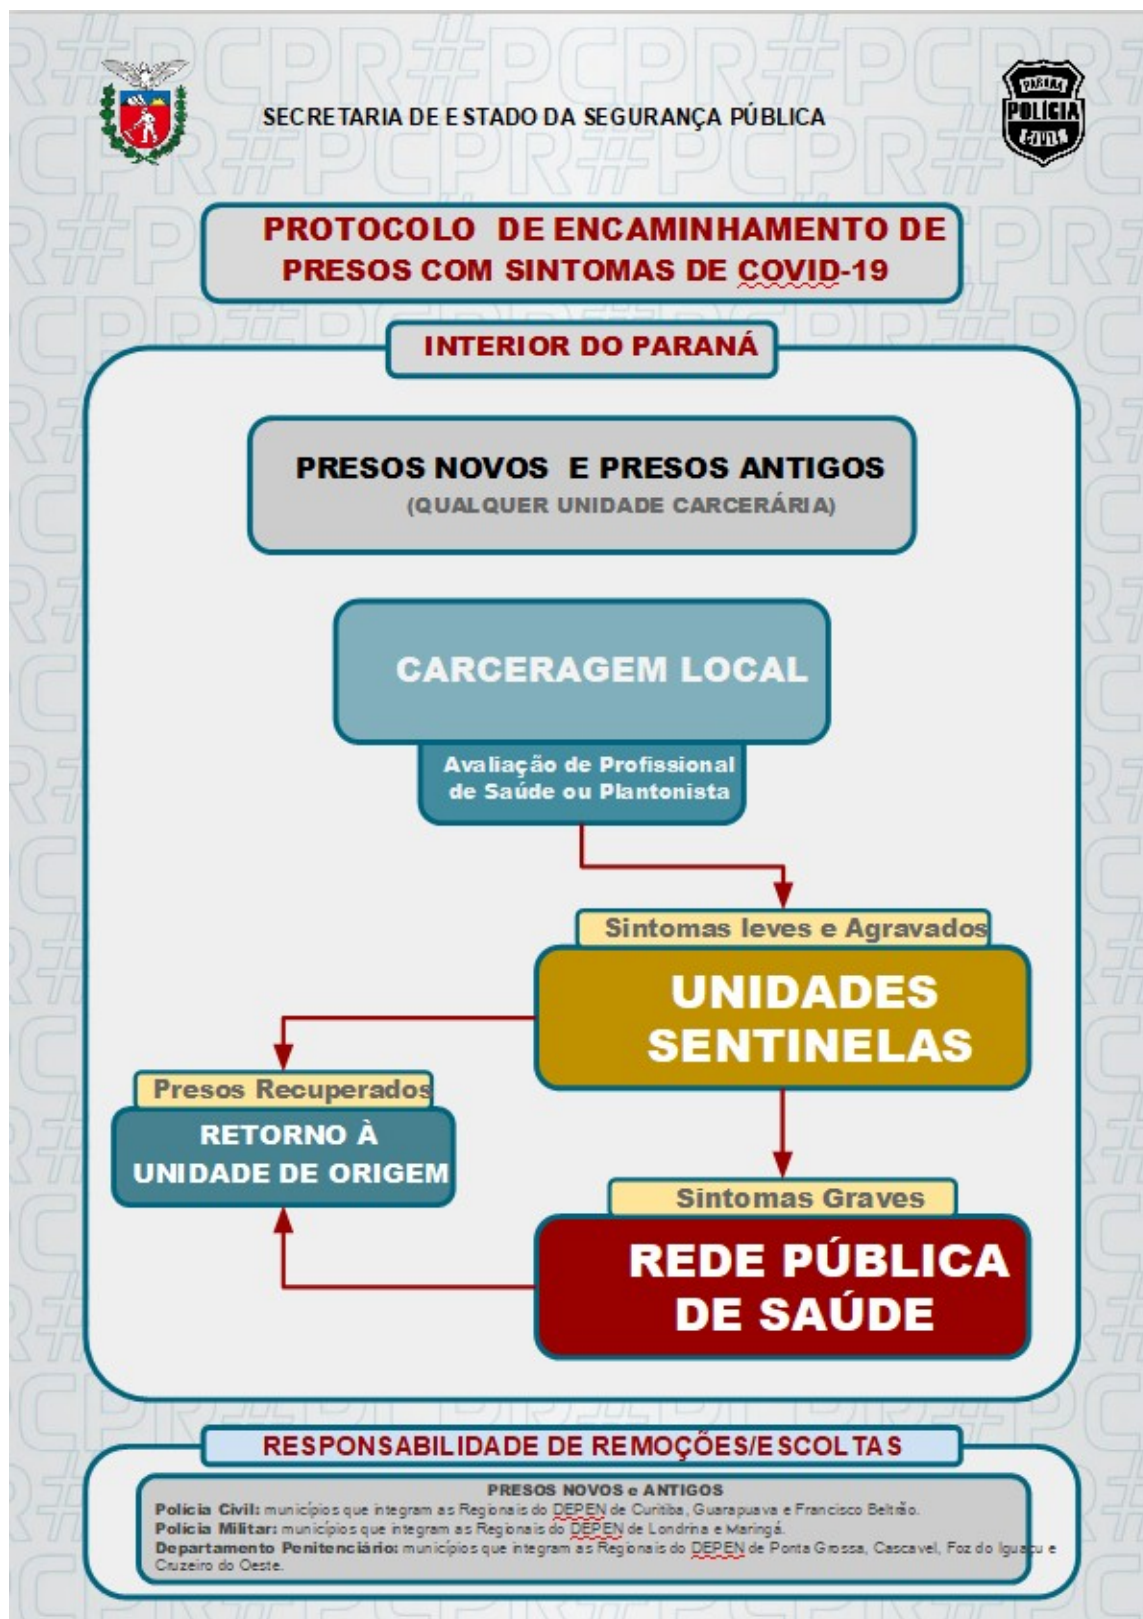 SECRETARIA DE ESTADO DA SEGURANÇA PÚBLICA
PARANÁ
POLÍCIA
CIVIL
PROTOCOLO DE ENCAMINHAMENTO DE
PRESOS COM SINTOMAS DE COVID-19
INTERIOR DO PARANÁ
PRESOS NOVOS E PRESOS ANTIGOS
(QUALQUER UNIDADE CARCERÁRIA)
CARCERAGEM LOCAL
Avaliação de Profissional
de Saúde ou Plantonista
Sintomas leves e Agravados
UNIDADES
SENTINELAS
Presos Recuperados
RETORNO À
UNIDADE DE ORIGEM
Sintomas Graves
REDE PÚBLICA
DE SAÚDE
RESPONSABILIDADE DE REMOÇÕES/ESCOLTAS
PRESOS NOVOS e ANTIGOS
Polícia Civil: municípios que integram as Regionais do DEPEN de Curitiba, Guarapuava e Francisco Beltrão.
Polícia Militar: municípios que integram as Regionais do DEPEN de Londrina e Maringá.
Departamento Penitenciário: municípios que integram as Regionais do DEPEN de Ponta Grossa, Cascavel, Foz do Iguaçu e
Cruzeiro do Oeste.